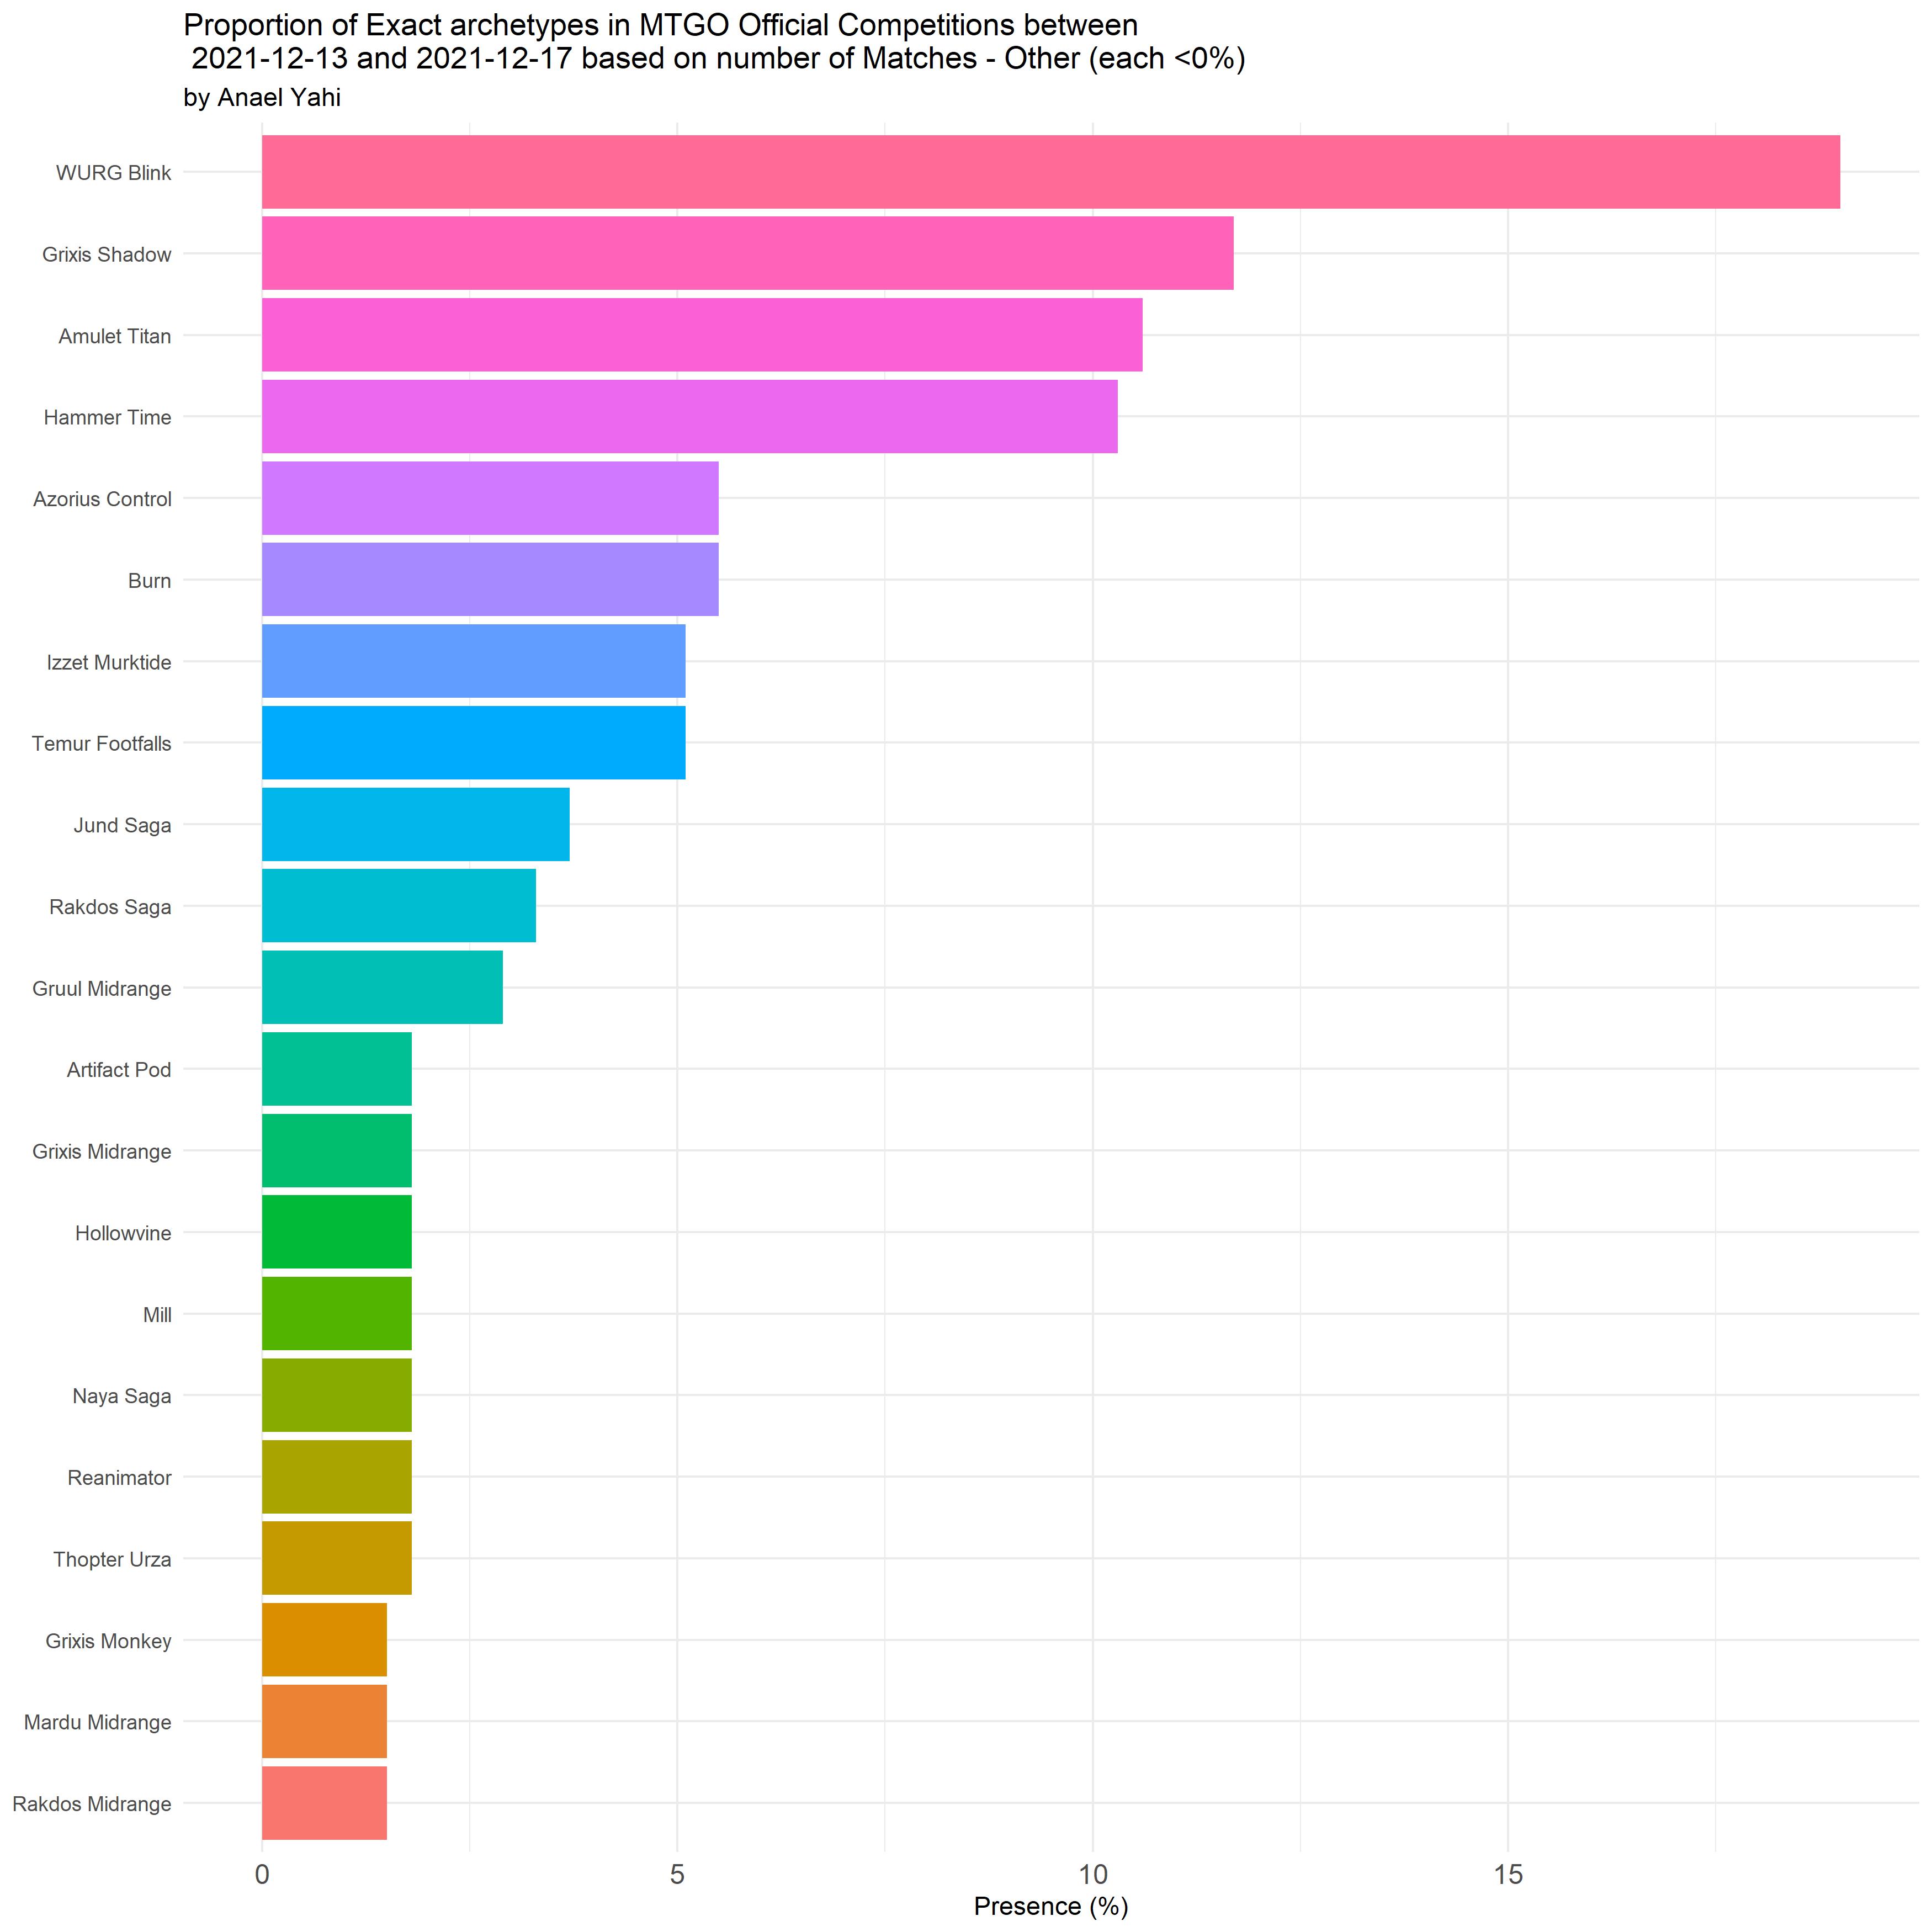 Proportion of Exact archetypes in MTGO Official Competitions between
2021-12-13 and 2021-12-17 based on number of Matches - Other (each <0%)
by Anael Yahi
WURG Blink
Grixis Shadow
Amulet Titan
Hammer Time
Azorius Control
Burn
Izzet Murktide
Temur Footfalls
Jund Saga
Rakdos Saga
Gruul Midrange
Artifact Pod
Grixis Midrange
Hollowvine
Mill
Naya Saga
Reanimator
Thopter Urza
Grixis Monkey
Mardu Midrange
Rakdos Midrange
0 5 10 15
Presence (%)